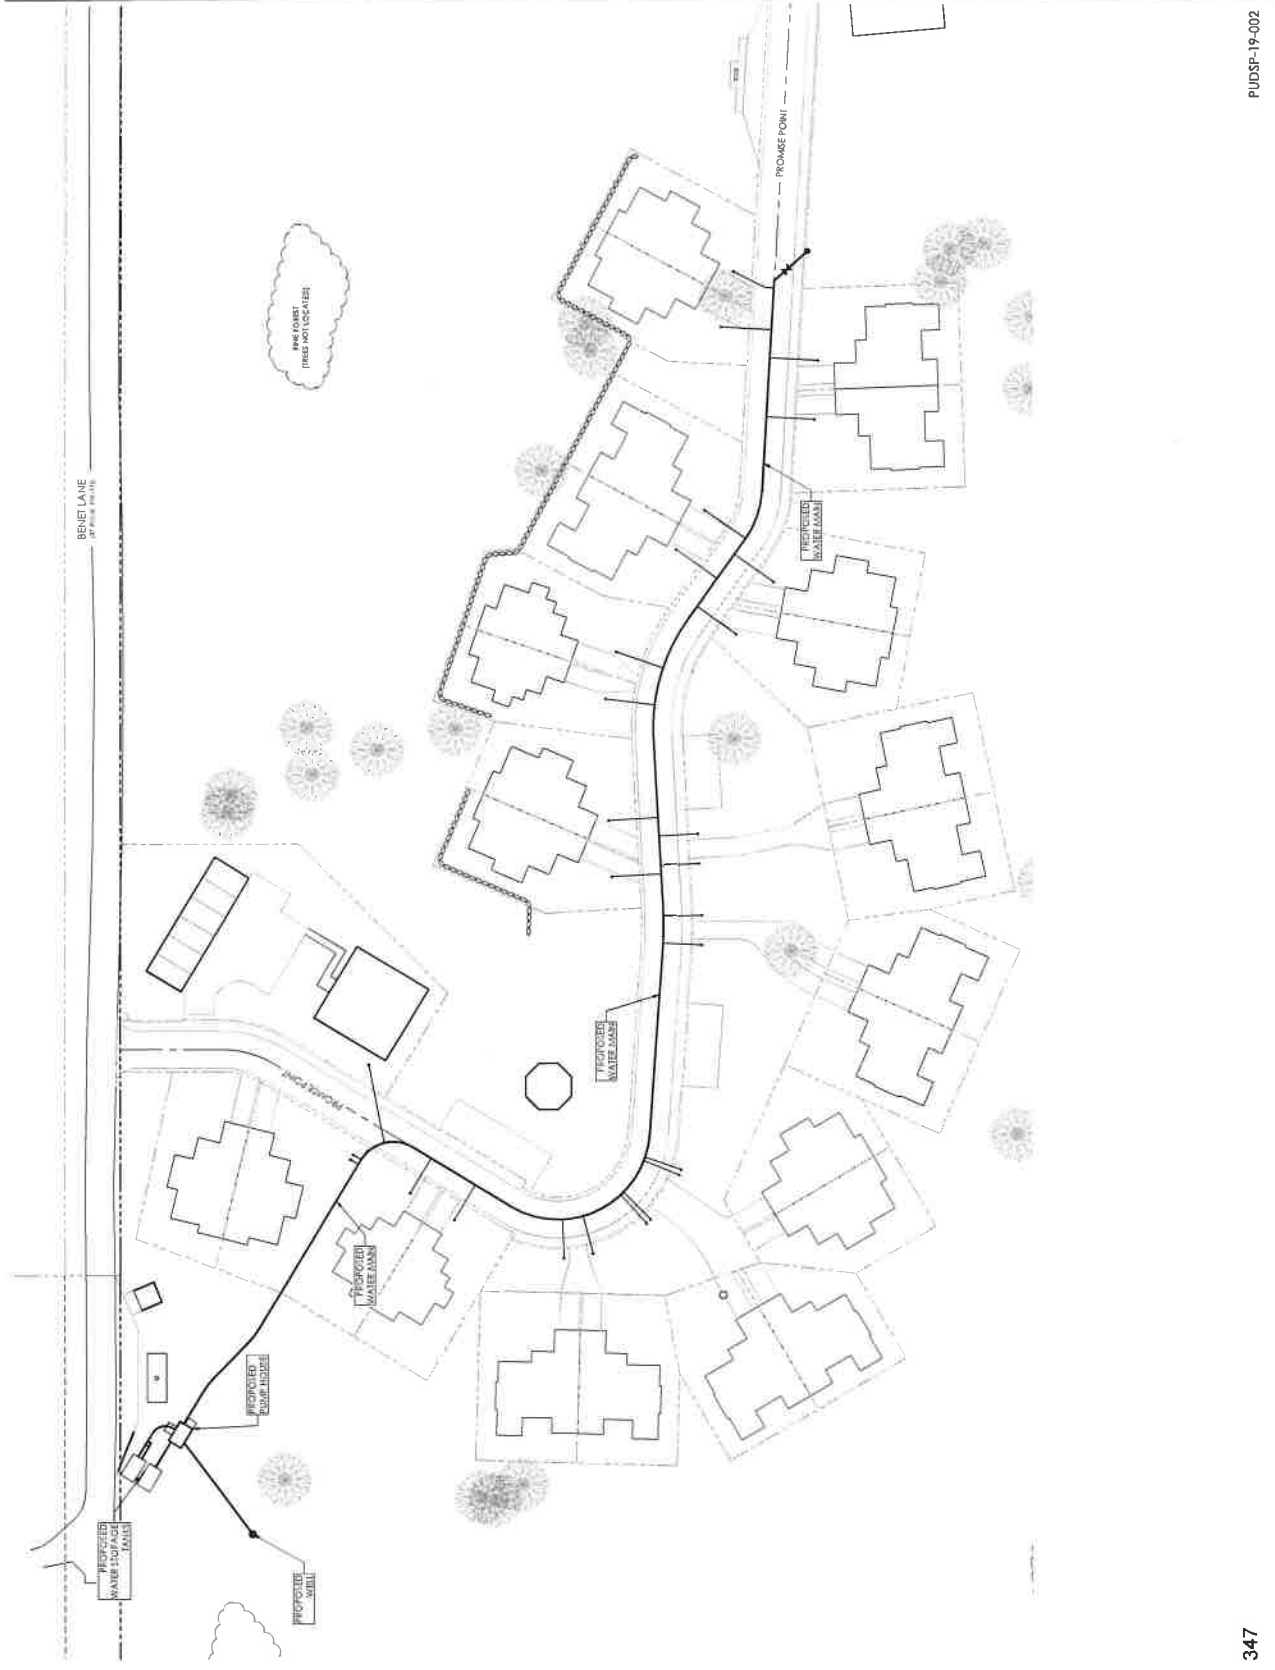 BENET LANE
PINE FOREST
(TREES NOT LOCATED)
PROMISE POINT
PROPOSED
WATER MAIN
PROPOSED
WATER MAIN
PROMISE POINT
PROPOSED
WATER MAIN
PROPOSED
PUMP HOUSE
PROPOSED
WATER STORAGE
TANKS
PROPOSED
WELL
PUDSP-19-002
347